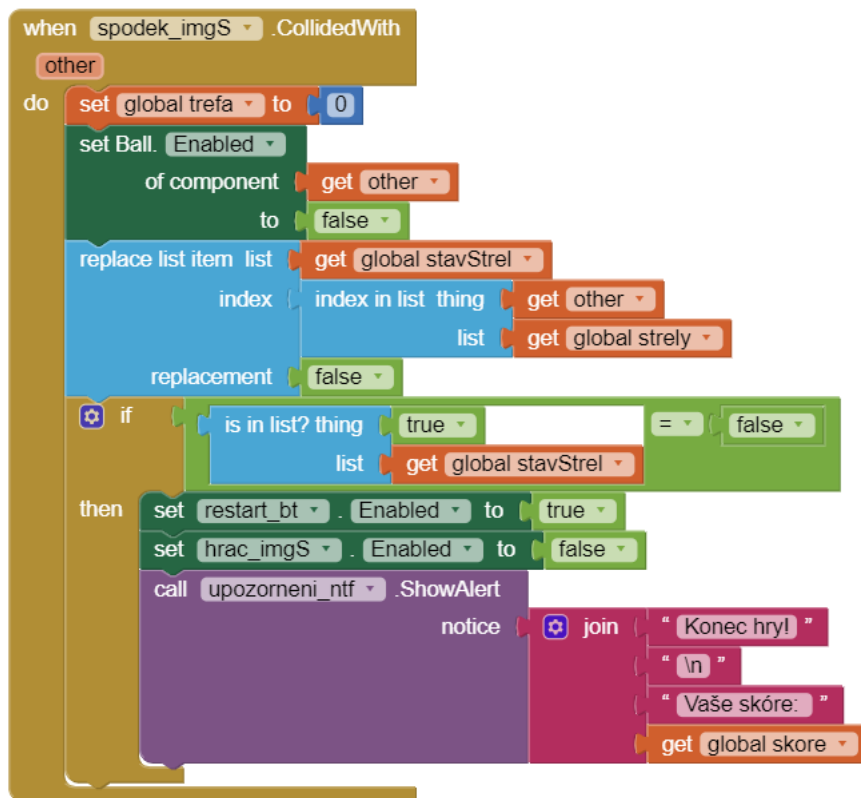 when spodek_imgS .CollidedWith
other
do set global trefa to 0
set Ball. Enabled
of component get other
to false
replace list item list get global stavStrel
index index in list thing get other
list get global strely
replacement false
if is in list? thing true = false
list get global stavStrel
then set restart_bt . Enabled to true
set hrac_imgS . Enabled to false
call upozorneni_ntf .ShowAlert
notice join " Konec hry! "
" \n "
" Vaše skóre: "
get global skore